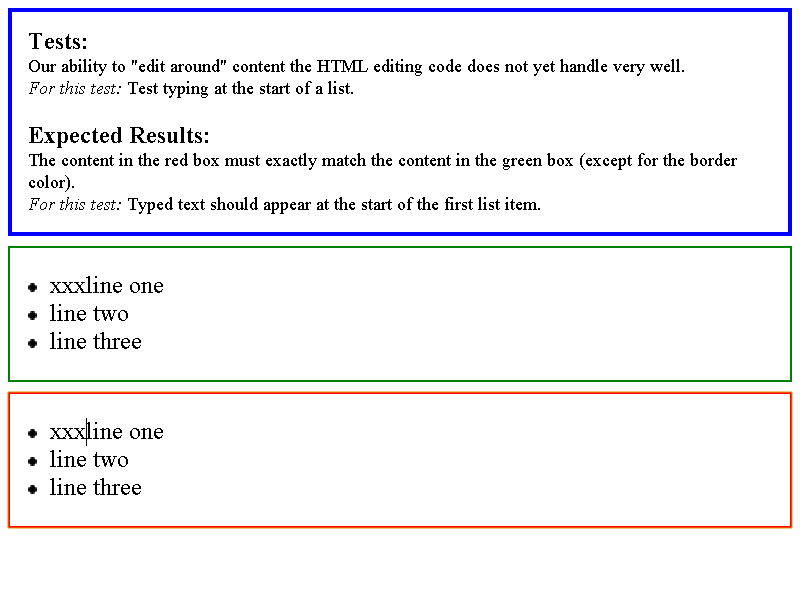 Tests:
Our ability to "edit around" content the HTML editing code does not yet handle very well.
For this test: Test typing at the start of a list.
Expected Results:
The content in the red box must exactly match the content in the green box (except for the border
color).
For this test: Typed text should appear at the start of the first list item.
• xxxline one
• line two
• line three
• xxxline one
• line two
• line three